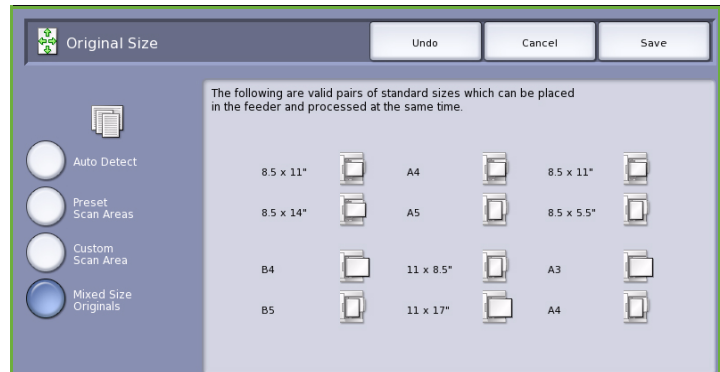 Original Size
Undo
Cancel
Save
The following are valid pairs of standard sizes which can be placed
in the feeder and processed at the same time.
Auto Detect
Preset
Scan Areas
Custom
Scan Area
Mixed Size
Originals
8.5 x 11" A4 8.5 x 11"
8.5 x 14" A5 8.5 x 5.5"
B4 11 x 8.5" A3
B5 11 x 17" A4